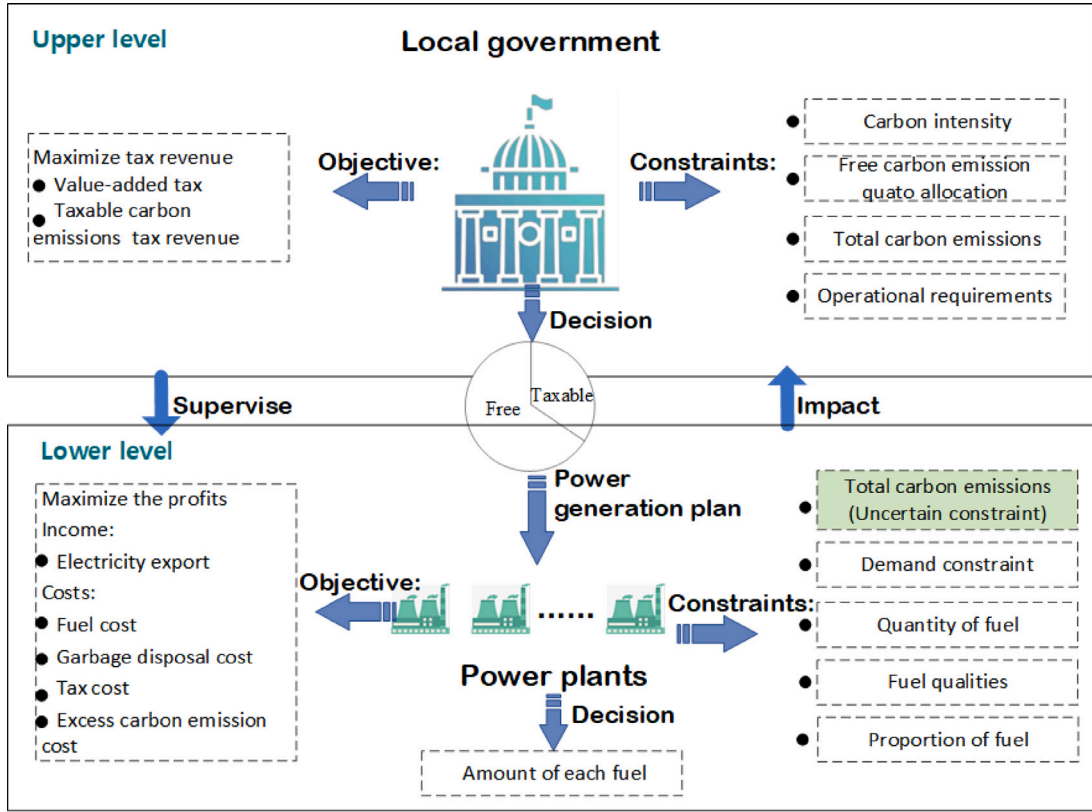 Upper level
Local government
Maximize tax revenue
● Value-added tax
● Taxable carbon
emissions tax revenue
Objective:
Constraints:
● Carbon intensity
● Free carbon emission
quato allocation
● Total carbon emissions
● Operational requirements
Decision
Free
Taxable
Supervise
Impact
Lower level
Maximize the profits
Income:
● Electricity export
Costs:
● Fuel cost
● Garbage disposal cost
● Tax cost
● Excess carbon emission
cost
Power
generation plan
Objective:
......
Constraints:
Power plants
Decision
Amount of each fuel
● Total carbon emissions
(Uncertain constraint)
● Demand constraint
● Quantity of fuel
● Fuel qualities
● Proportion of fuel